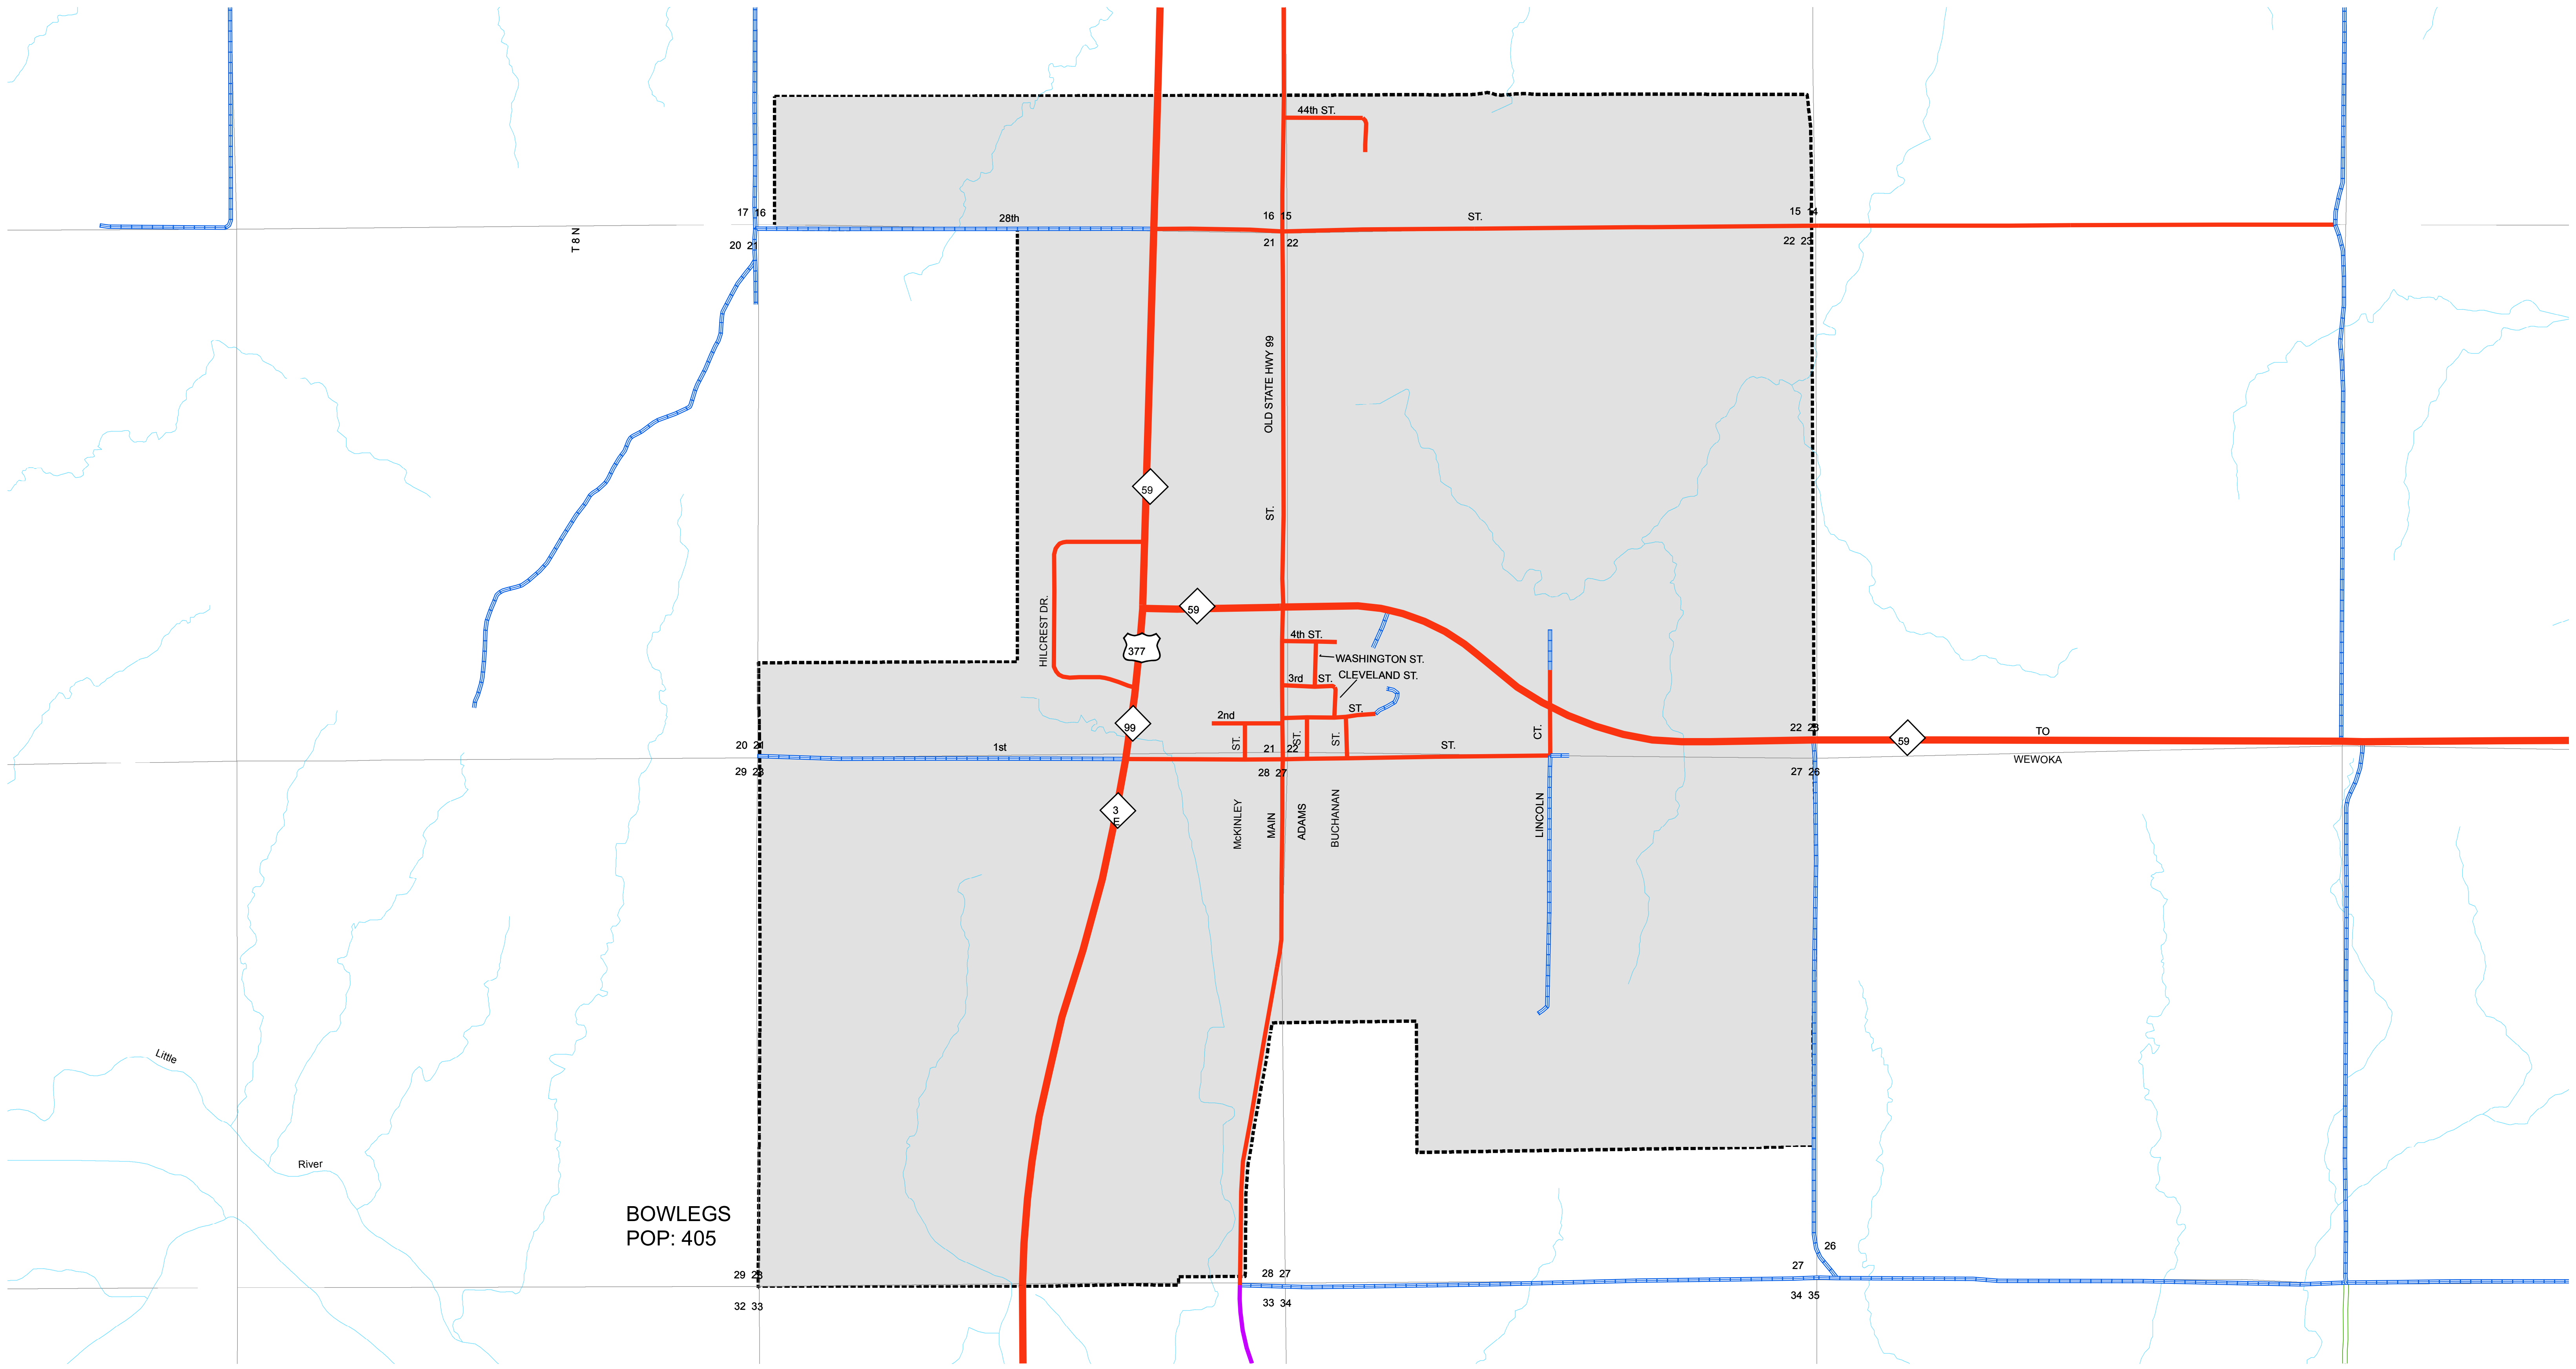 44th ST.
17 16
28th
16 15
ST.
15 14
T 8 N
20 21
21 22
22 23
OLD STATE HWY 99
ST.
59
59
HILCREST DR.
377
4th ST.
WASHINGTON ST.
CLEVELAND ST.
3rd ST.
2nd
ST.
99
ST.
ST.
ST.
CT.
22 23
TO
59
WEWOKA
20 21
1st
21 22
ST.
29 28
28 27
27 26
3
E
McKINLEY
MAIN
ADAMS
BUCHANAN
LINCOLN
Little
River
BOWLEGS
POP: 405
26
29 28
28 27
27
32 33
33 34
34 35